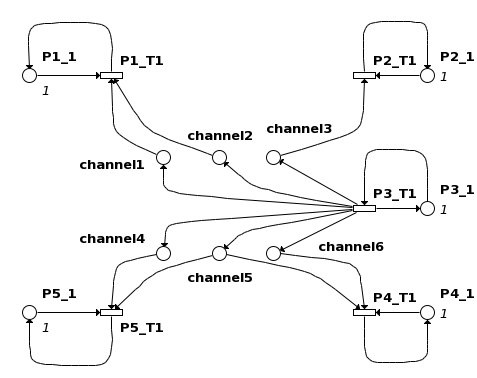 P1_1
P1_T1
P2_T1
P2_1
1
1
channel1
channel2
channel3
P3_T1
P3_1
1
channel4
channel5
channel6
P5_1
P5_T1
P4_T1
P4_1
1
1